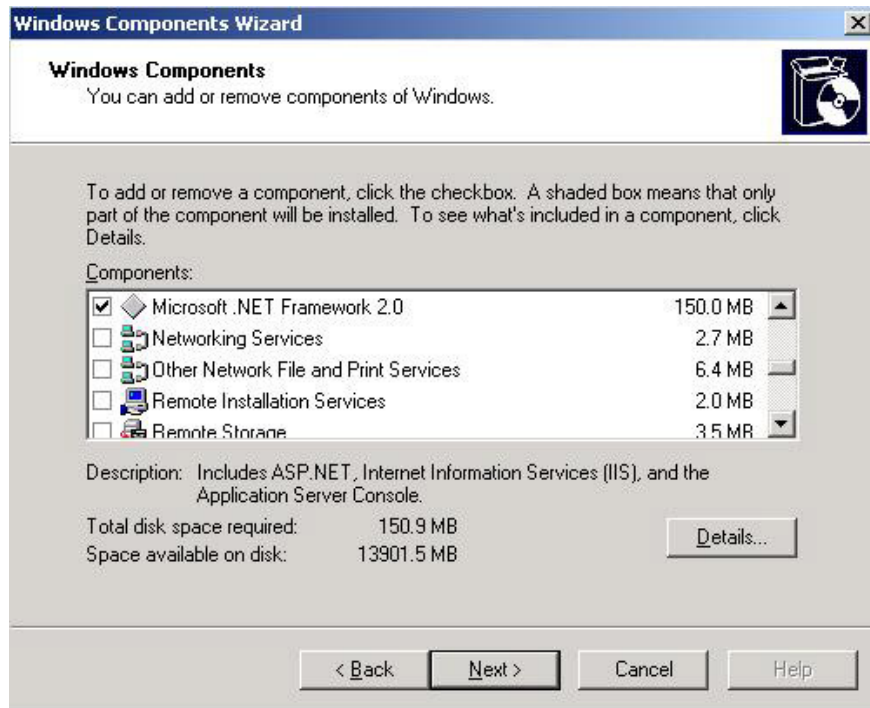 Windows Components Wizard
Windows Components
You can add or remove components of Windows.
To add or remove a component, click the checkbox. A shaded box means that only
part of the component will be installed. To see what's included in a component, click
Details.
Components:
Microsoft .NET Framework 2.0 150.0 MB
Networking Services 2.7 MB
Other Network File and Print Services 6.4 MB
Remote Installation Services 2.0 MB
Remote Storage 3.5 MB
Description: Includes ASP.NET, Internet Information Services (IIS), and the
Application Server Console.
Total disk space required: 150.9 MB
Space available on disk: 13901.5 MB
Details...
< Back Next > Cancel Help